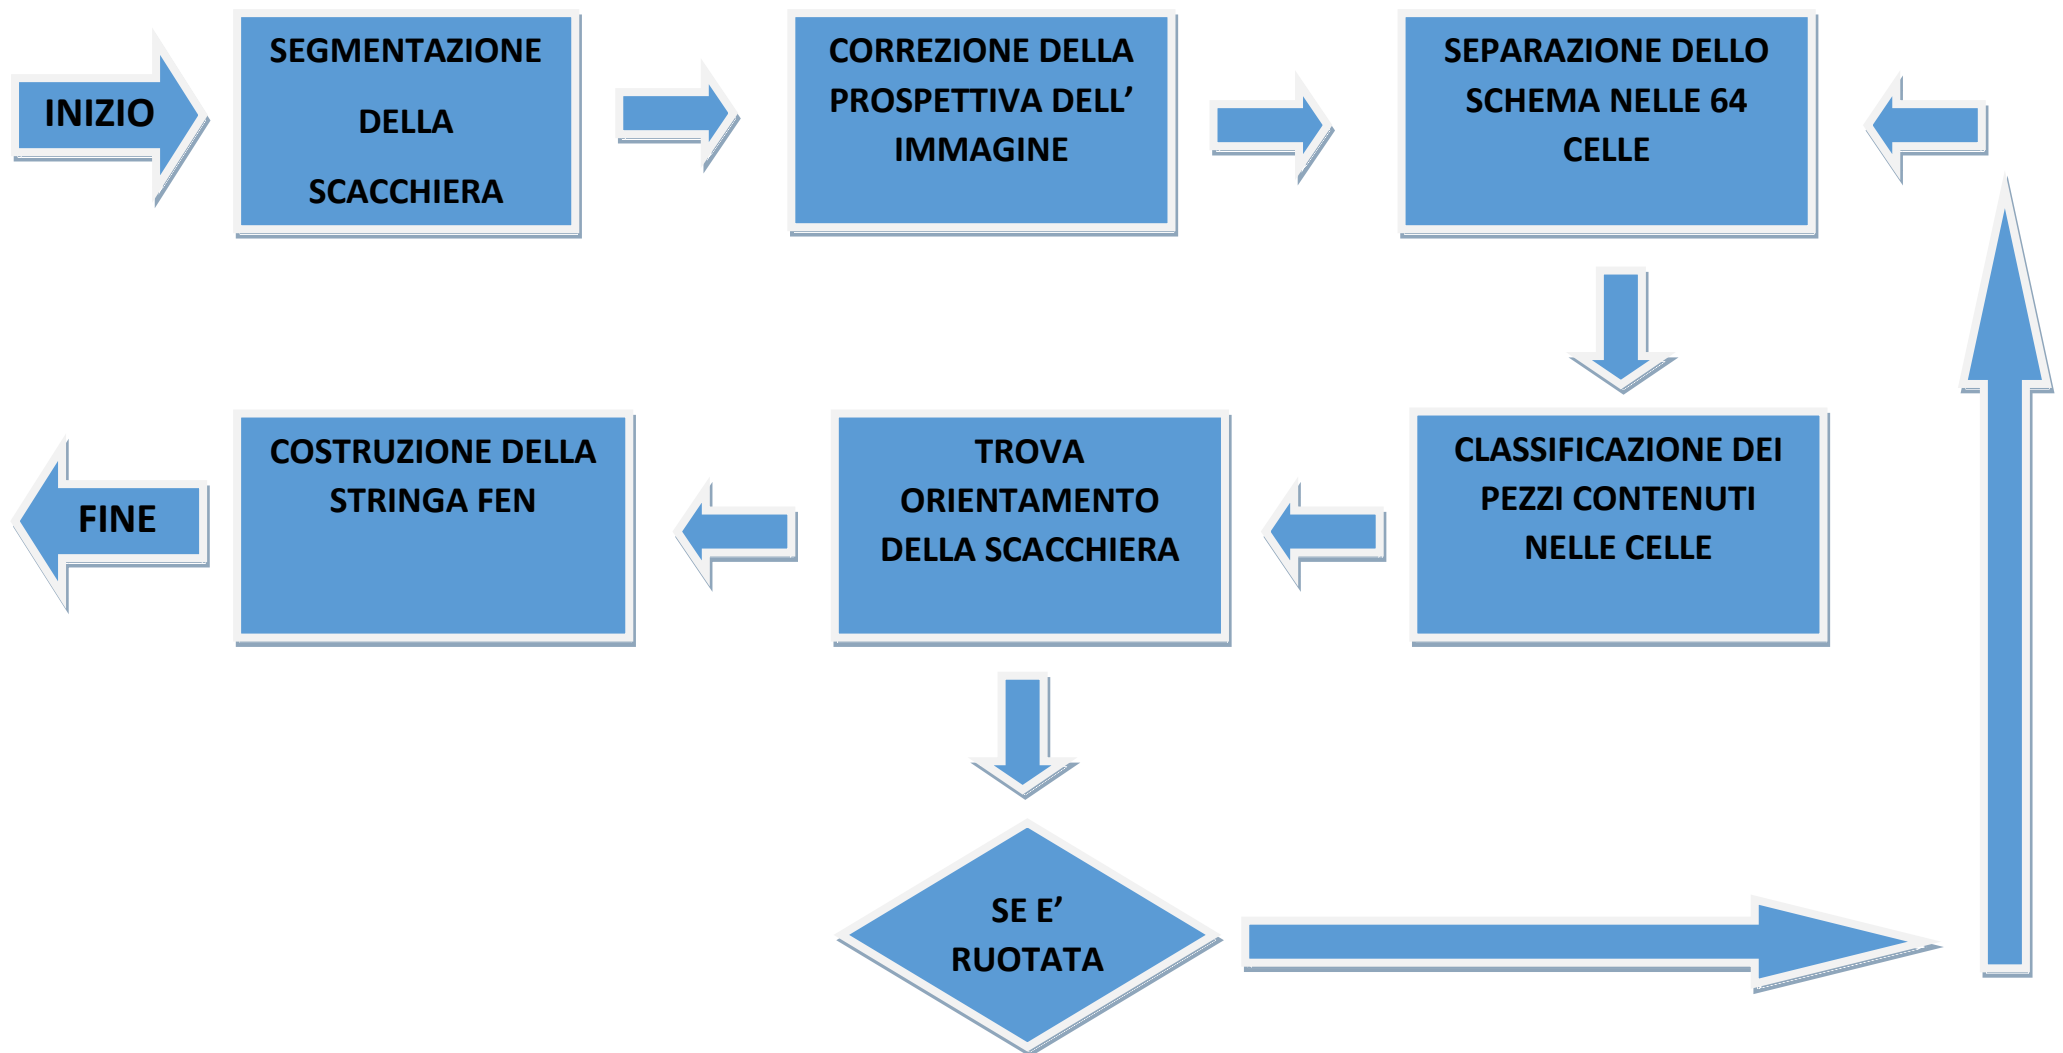 INIZIO
SEGMENTAZIONE
DELLA
SCACCHIERA
CORREZIONE DELLA
PROSPETTIVA DELL’
IMMAGINE
SEPARAZIONE DELLO
SCHEMA NELLE 64
CELLE
CLASSIFICAZIONE DEI
PEZZI CONTENUTI
NELLE CELLE
TROVA
ORIENTAMENTO
DELLA SCACCHIERA
COSTRUZIONE DELLA
STRINGA FEN
FINE
SE E’
RUOTATA